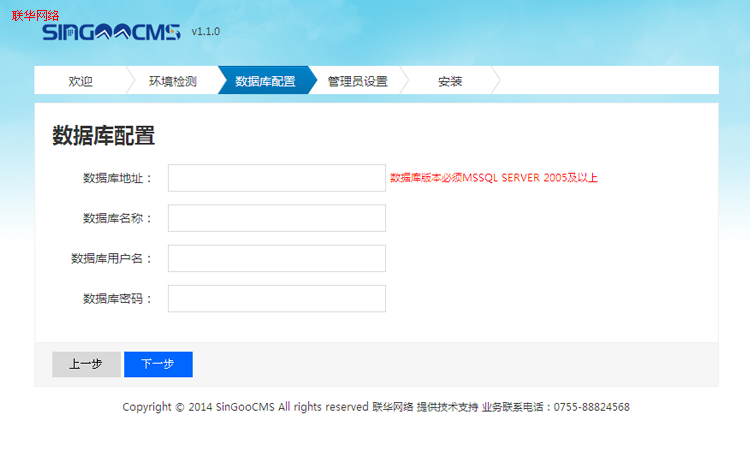 联华网络
SINGOOCMS v1.1.0
欢迎 环境检测 数据库配置 管理员设置 安装
数据库配置
数据库地址： 数据库版本必须MSSQL SERVER 2005及以上
数据库名称：
数据库用户名：
数据库密码：
上一步 下一步
Copyright © 2014 SinGooCMS All rights reserved 联华网络 提供技术支持 业务联系电话：0755-88824568